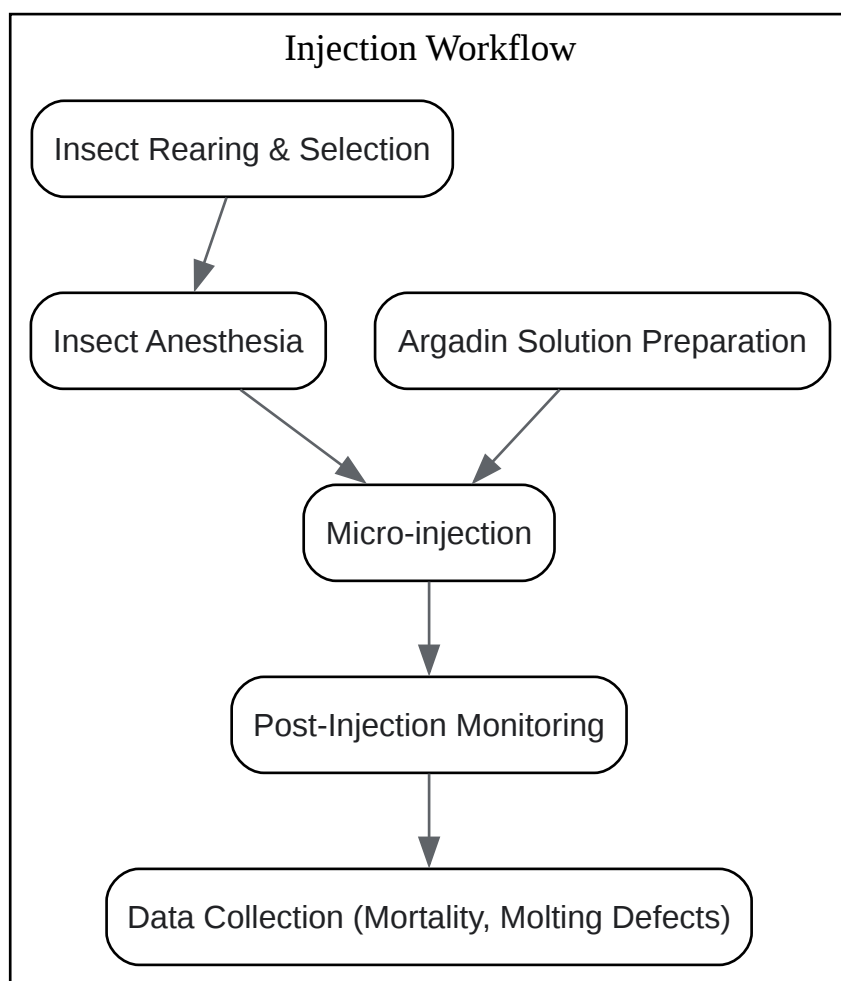 Injection Workflow
Insect Rearing & Selection
Insect Anesthesia
Argadin Solution Preparation
Micro-injection
Post-Injection Monitoring
Data Collection (Mortality, Molting Defects)